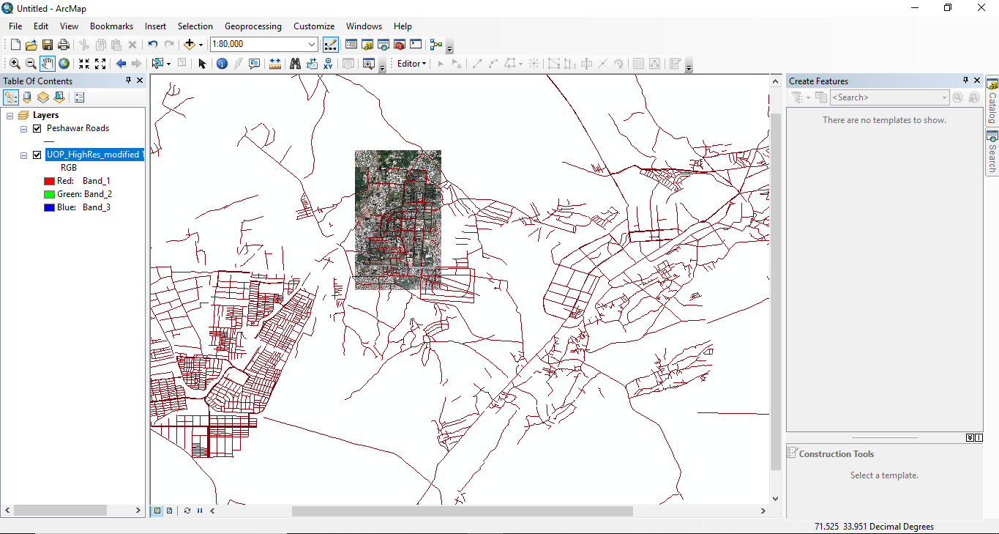 Untitled - ArcMap
File Edit View Bookmarks Insert Selection Geoprocessing Customize Windows Help
1:80,000
Editor
Table Of Contents
Layers
Peshawar Roads
UOP_HighRes_modified 1
RGB
Red: Band_1
Green: Band_2
Blue: Band_3
Create Features
<Search>
There are no templates to show.
Construction Tools
Select a template.
Catalog
Search
71.525 33.951 Decimal Degrees